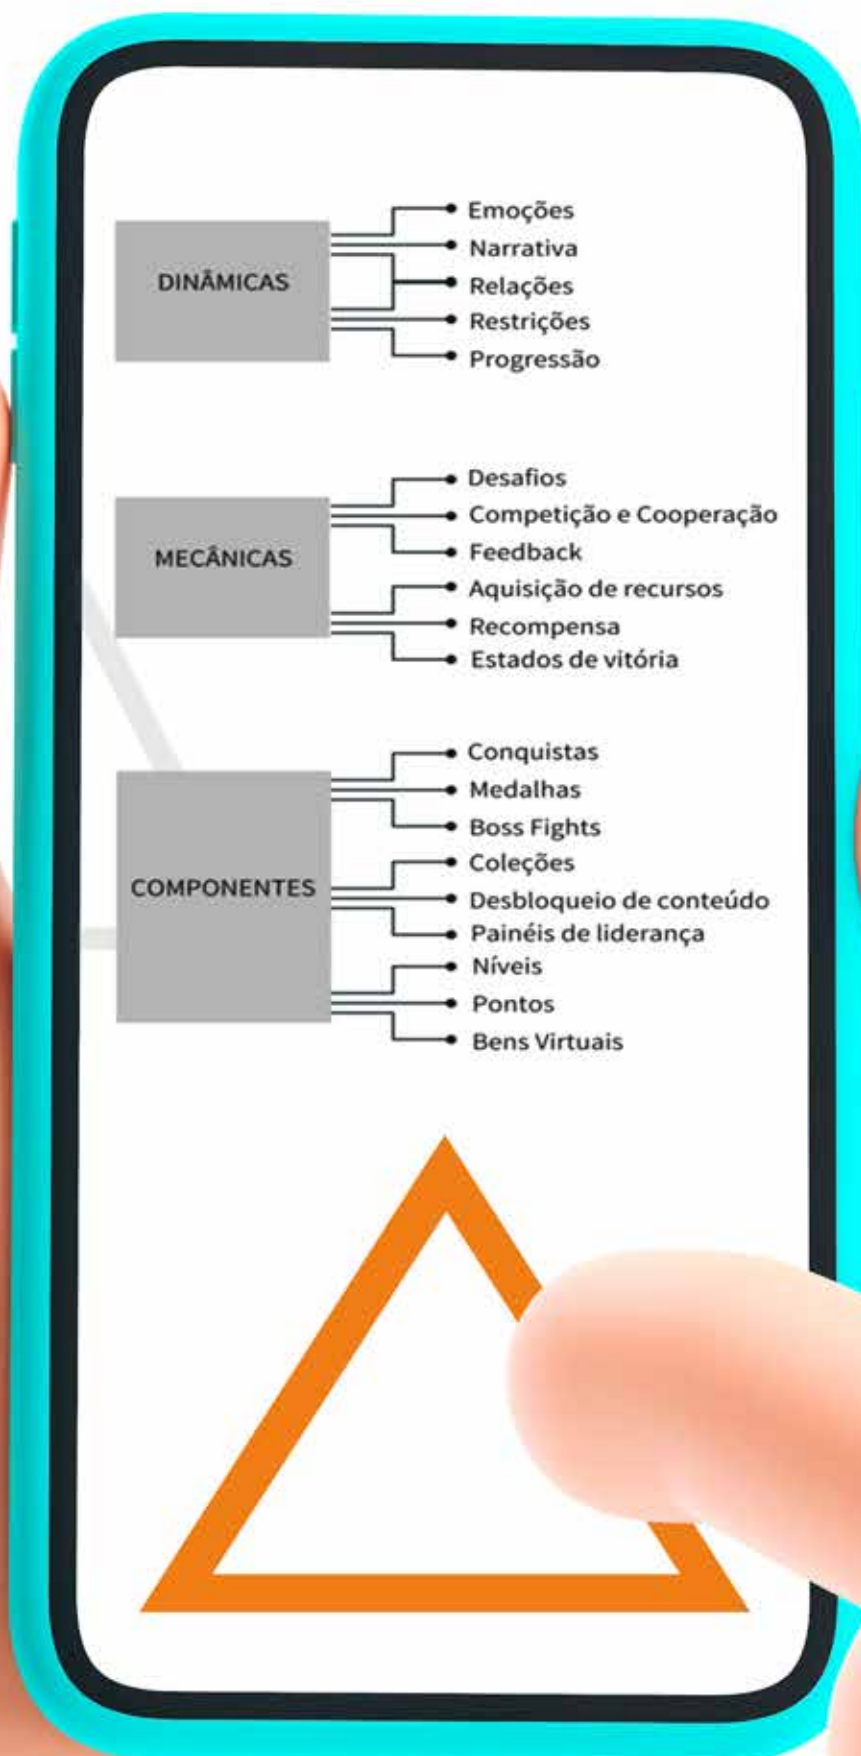 DINÂMICAS
Emoções
Narrativa
Relações
Restrições
Progressão
MECÂNICAS
Desafios
Competição e Cooperação
Feedback
Aquisição de recursos
Recompensa
Estados de vitória
COMPONENTES
Conquistas
Medalhas
Boss Fights
Coleções
Desbloqueio de conteúdo
Painéis de liderança
Níveis
Pontos
Bens Virtuais